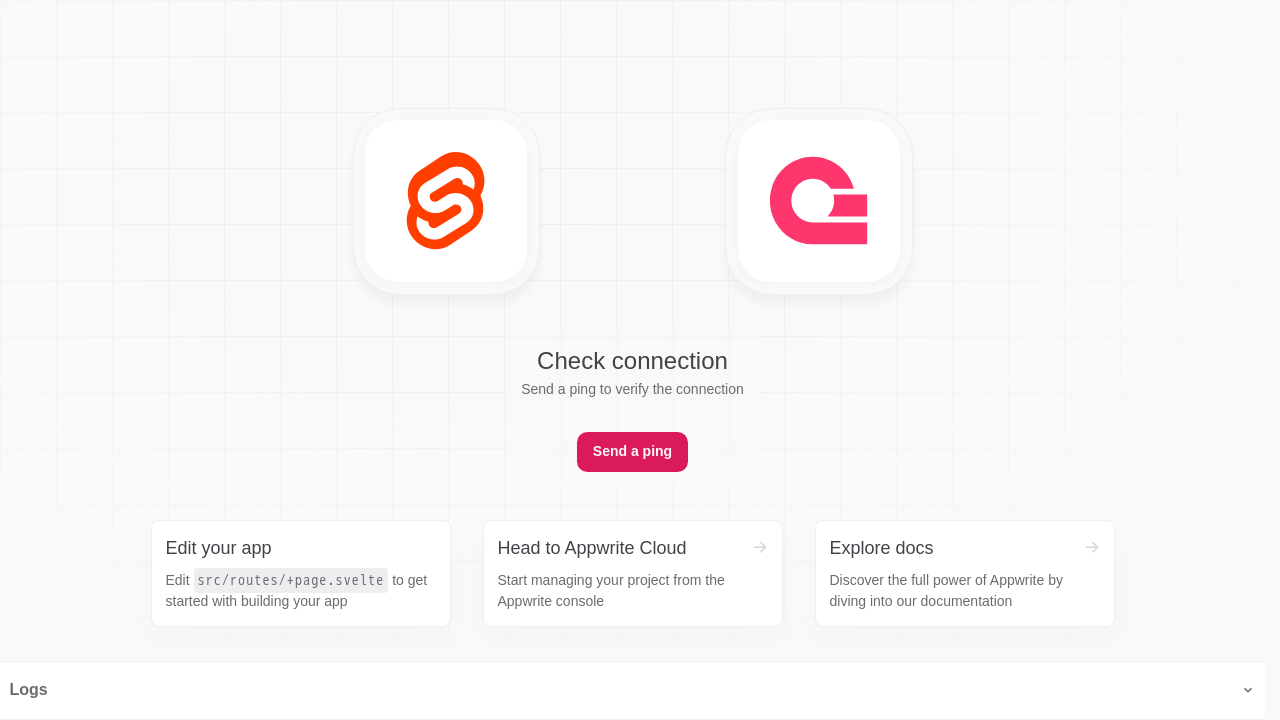 Check connection
Send a ping to verify the connection
Send a ping
Edit your app
Edit src/routes/+page.svelte to get
started with building your app
Head to Appwrite Cloud
Start managing your project from the
Appwrite console
Explore docs
Discover the full power of Appwrite by
diving into our documentation
Logs